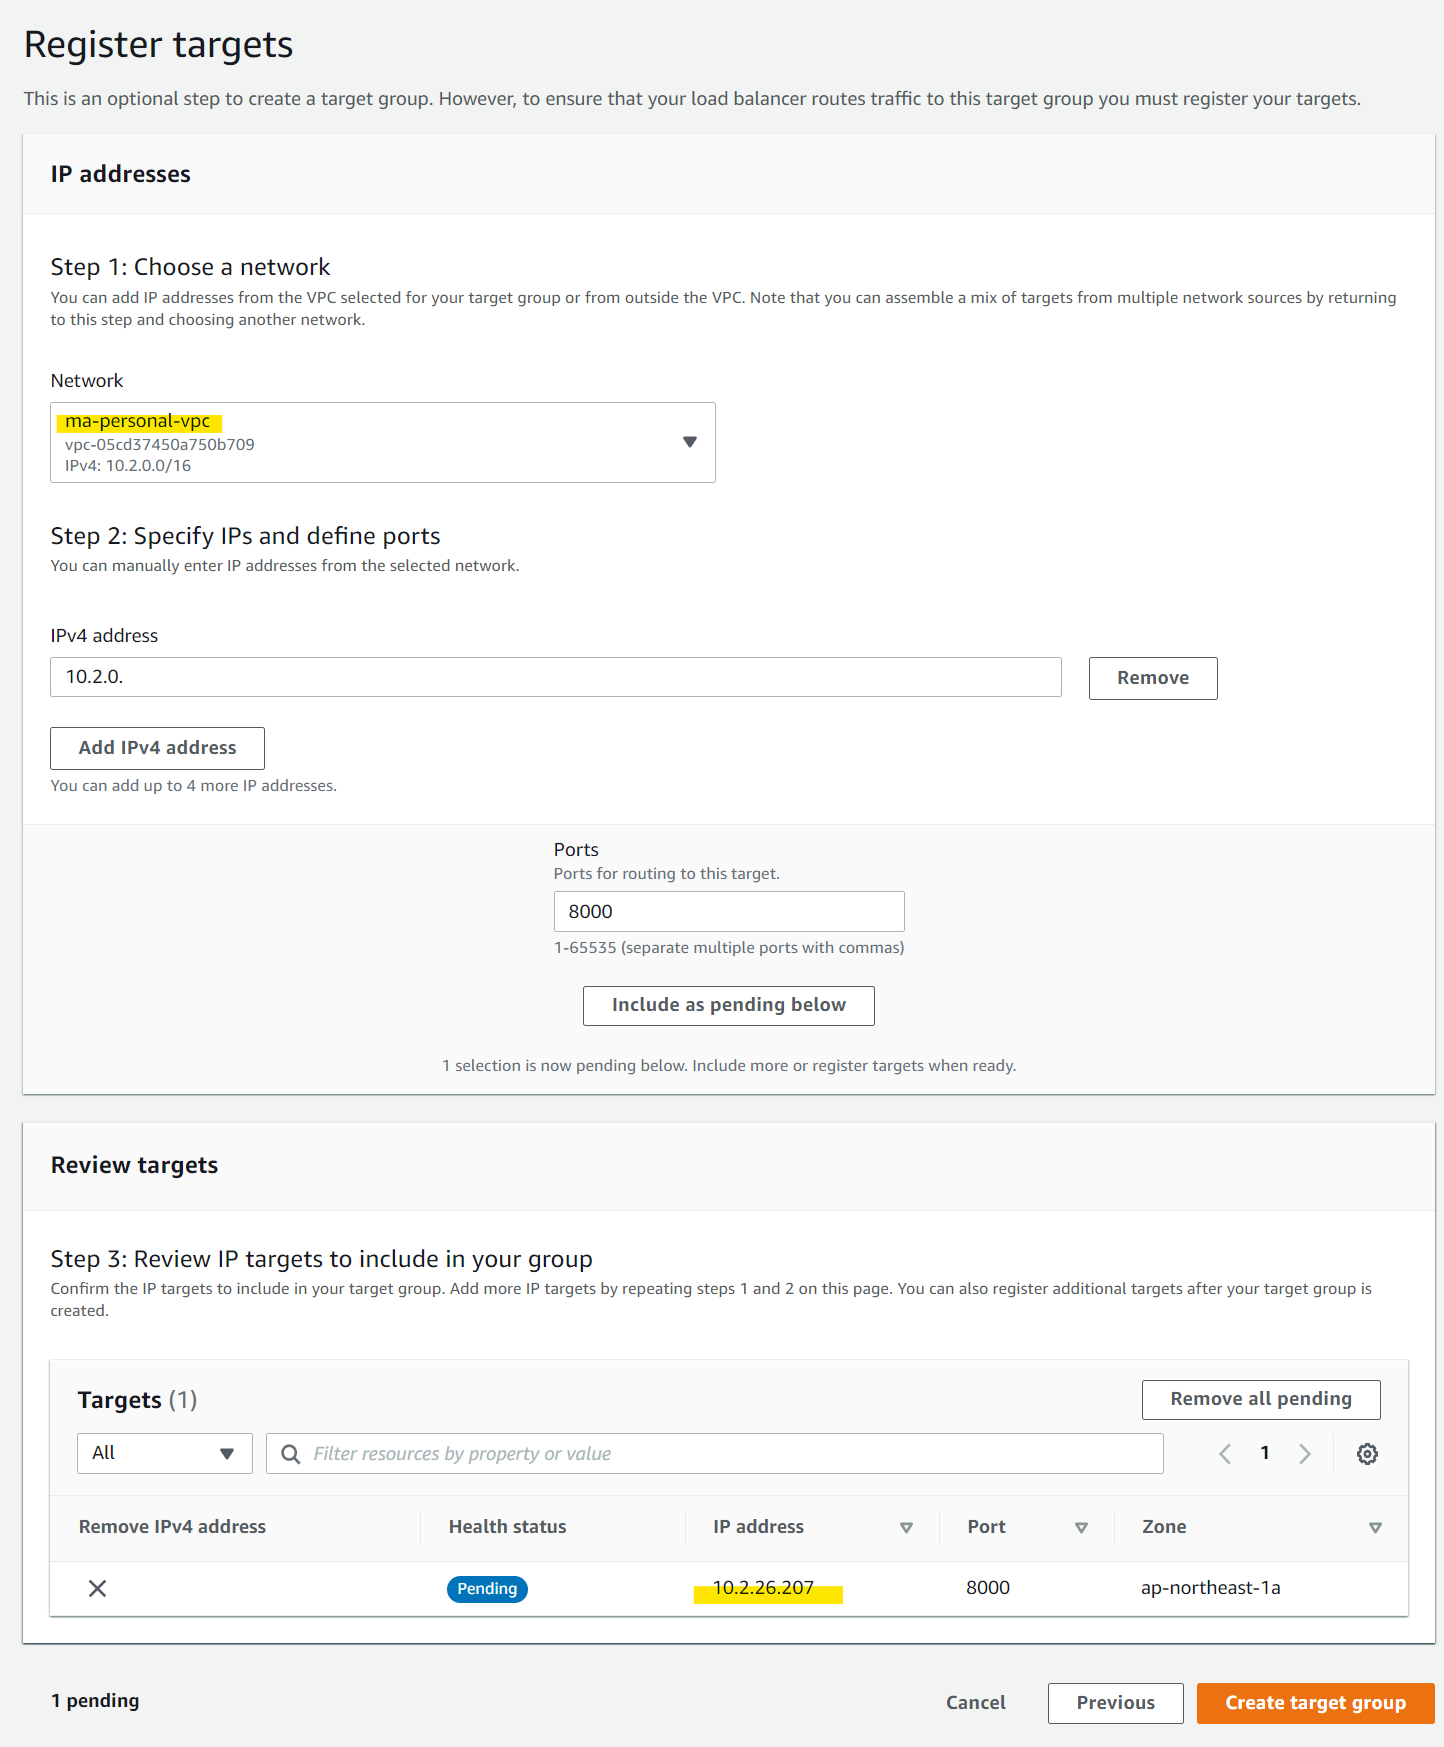 Register targets
This is an optional step to create a target group. However, to ensure that your load balancer routes traffic to this target group you must register your targets.
IP addresses
Step 1: Choose a network
You can add IP addresses from the VPC selected for your target group or from outside the VPC. Note that you can assemble a mix of targets from multiple network sources by returning
to this step and choosing another network.
Network
ma-personal-vpc
vpc-05cd37450a750b709
IPv4: 10.2.0.0/16
Step 2: Specify IPs and define ports
You can manually enter IP addresses from the selected network.
IPv4 address
10.2.0.
Remove
Add IPv4 address
You can add up to 4 more IP addresses.
Ports
Ports for routing to this target.
8000
1-65535 (separate multiple ports with commas)
Include as pending below
1 selection is now pending below. Include more or register targets when ready.
Review targets
Step 3: Review IP targets to include in your group
Confirm the IP targets to include in your target group. Add more IP targets by repeating steps 1 and 2 on this page. You can also register additional targets after your target group is
created.
Targets (1)
Remove all pending
All
Filter resources by property or value
1
Remove IPv4 address Health status IP address Port Zone
Pending 10.2.26.207 8000 ap-northeast-1a
1 pending
Cancel
Previous
Create target group